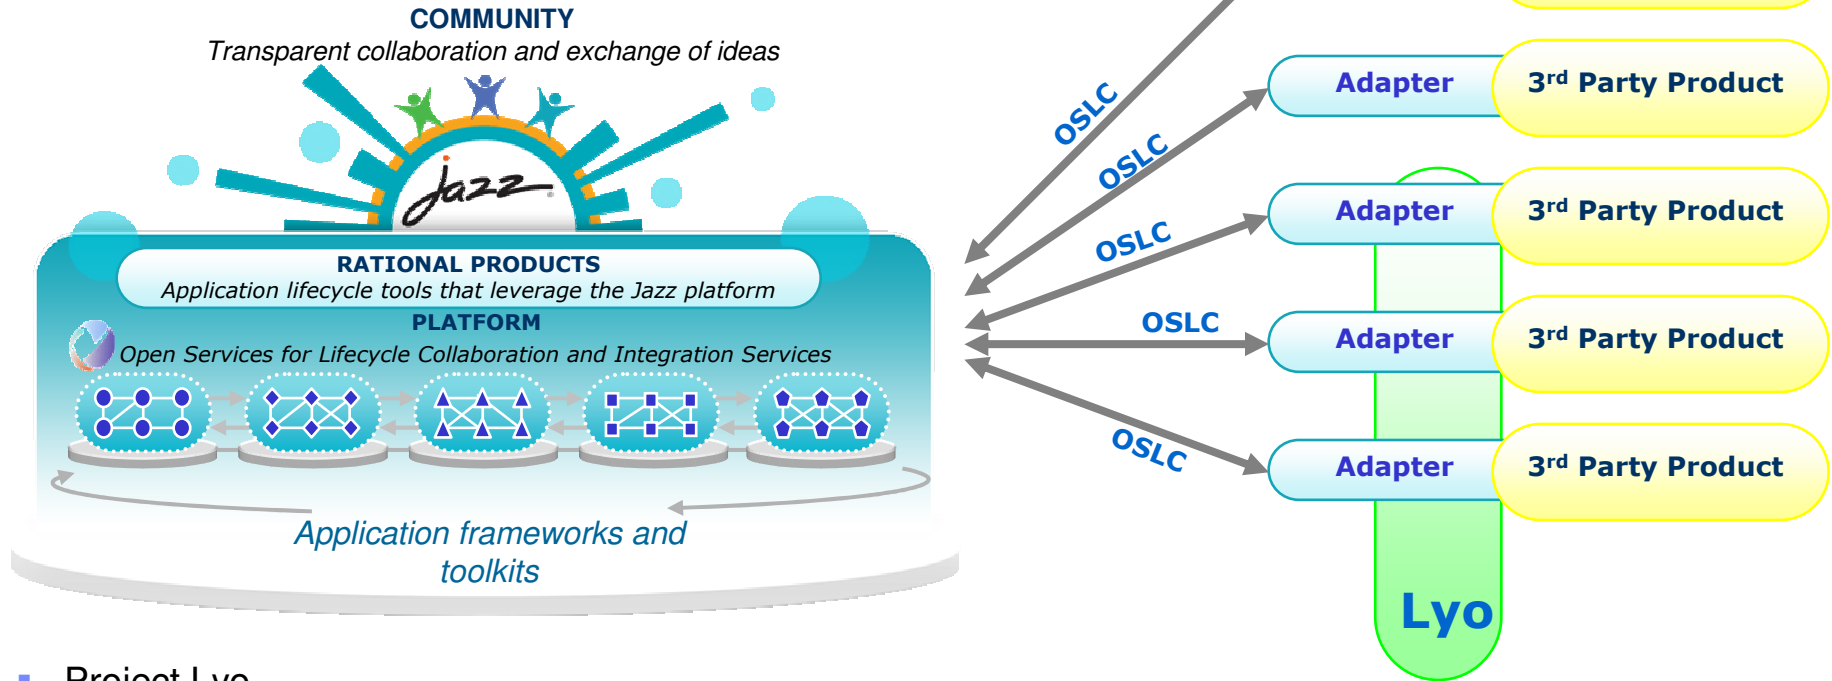 COMMUNITY
Transparent collaboration and exchange of ideas
jazz
RATIONAL PRODUCTS
Application lifecycle tools that leverage the Jazz platform
PLATFORM
Open Services for Lifecycle Collaboration and Integration Services
Application frameworks and
toolkits
OSLC
OSLC
OSLC
OSLC
OSLC
Adapter
3rd Party Product
Adapter
3rd Party Product
Adapter
3rd Party Product
Adapter
3rd Party Product
Lyo
Project Lyo